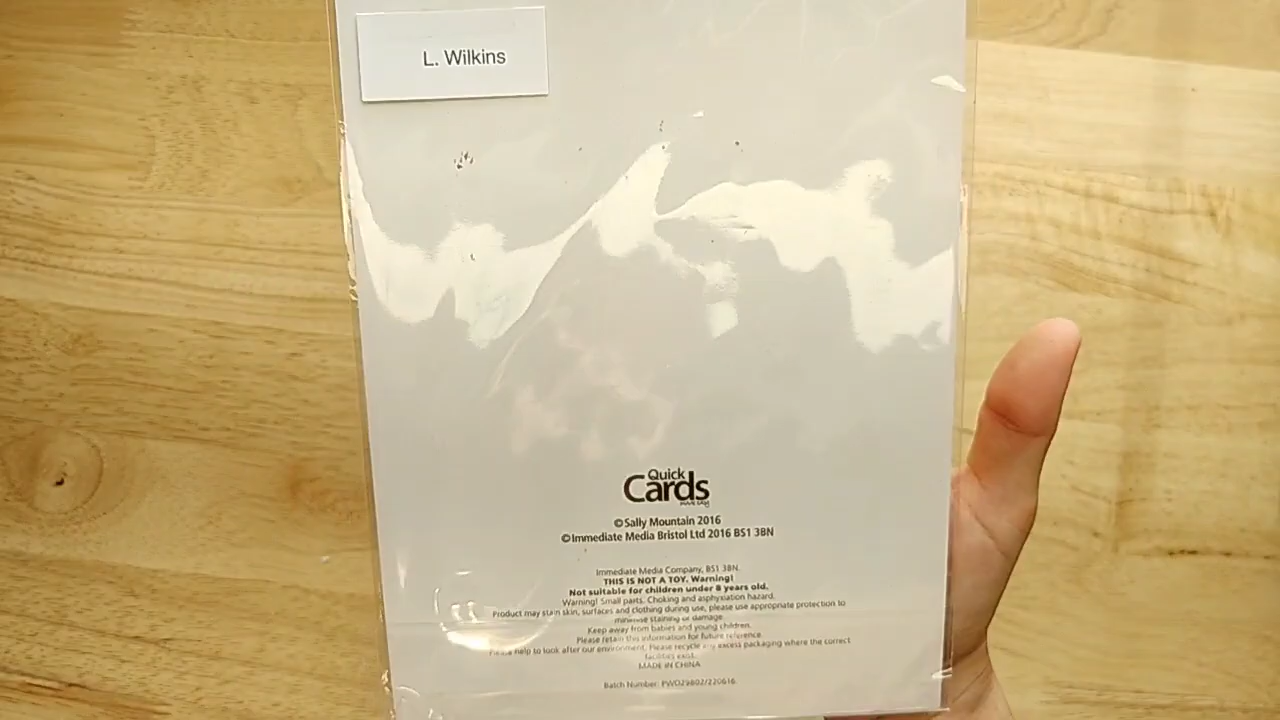 L. Wilkins
Quick
Cards
MADE EASY
©Sally Mountain 2016
©Immediate Media Bristol Ltd 2016 BS1 3BN
Immediate Media Company, BS1 3BN.
THIS IS NOT A TOY. Warning!
Not suitable for children under 8 years old.
Warning! Small parts. Choking and asphyxiation hazard.
Product may stain skin, surfaces and clothing during use, please use appropriate protection to
minimise staining or damage.
Keep away from babies and young children.
Please retain this information for future reference.
Please help to look after our environment. Please recycle any excess packaging where the correct
facilities exist.
MADE IN CHINA
Batch Number: PWD29802/220616